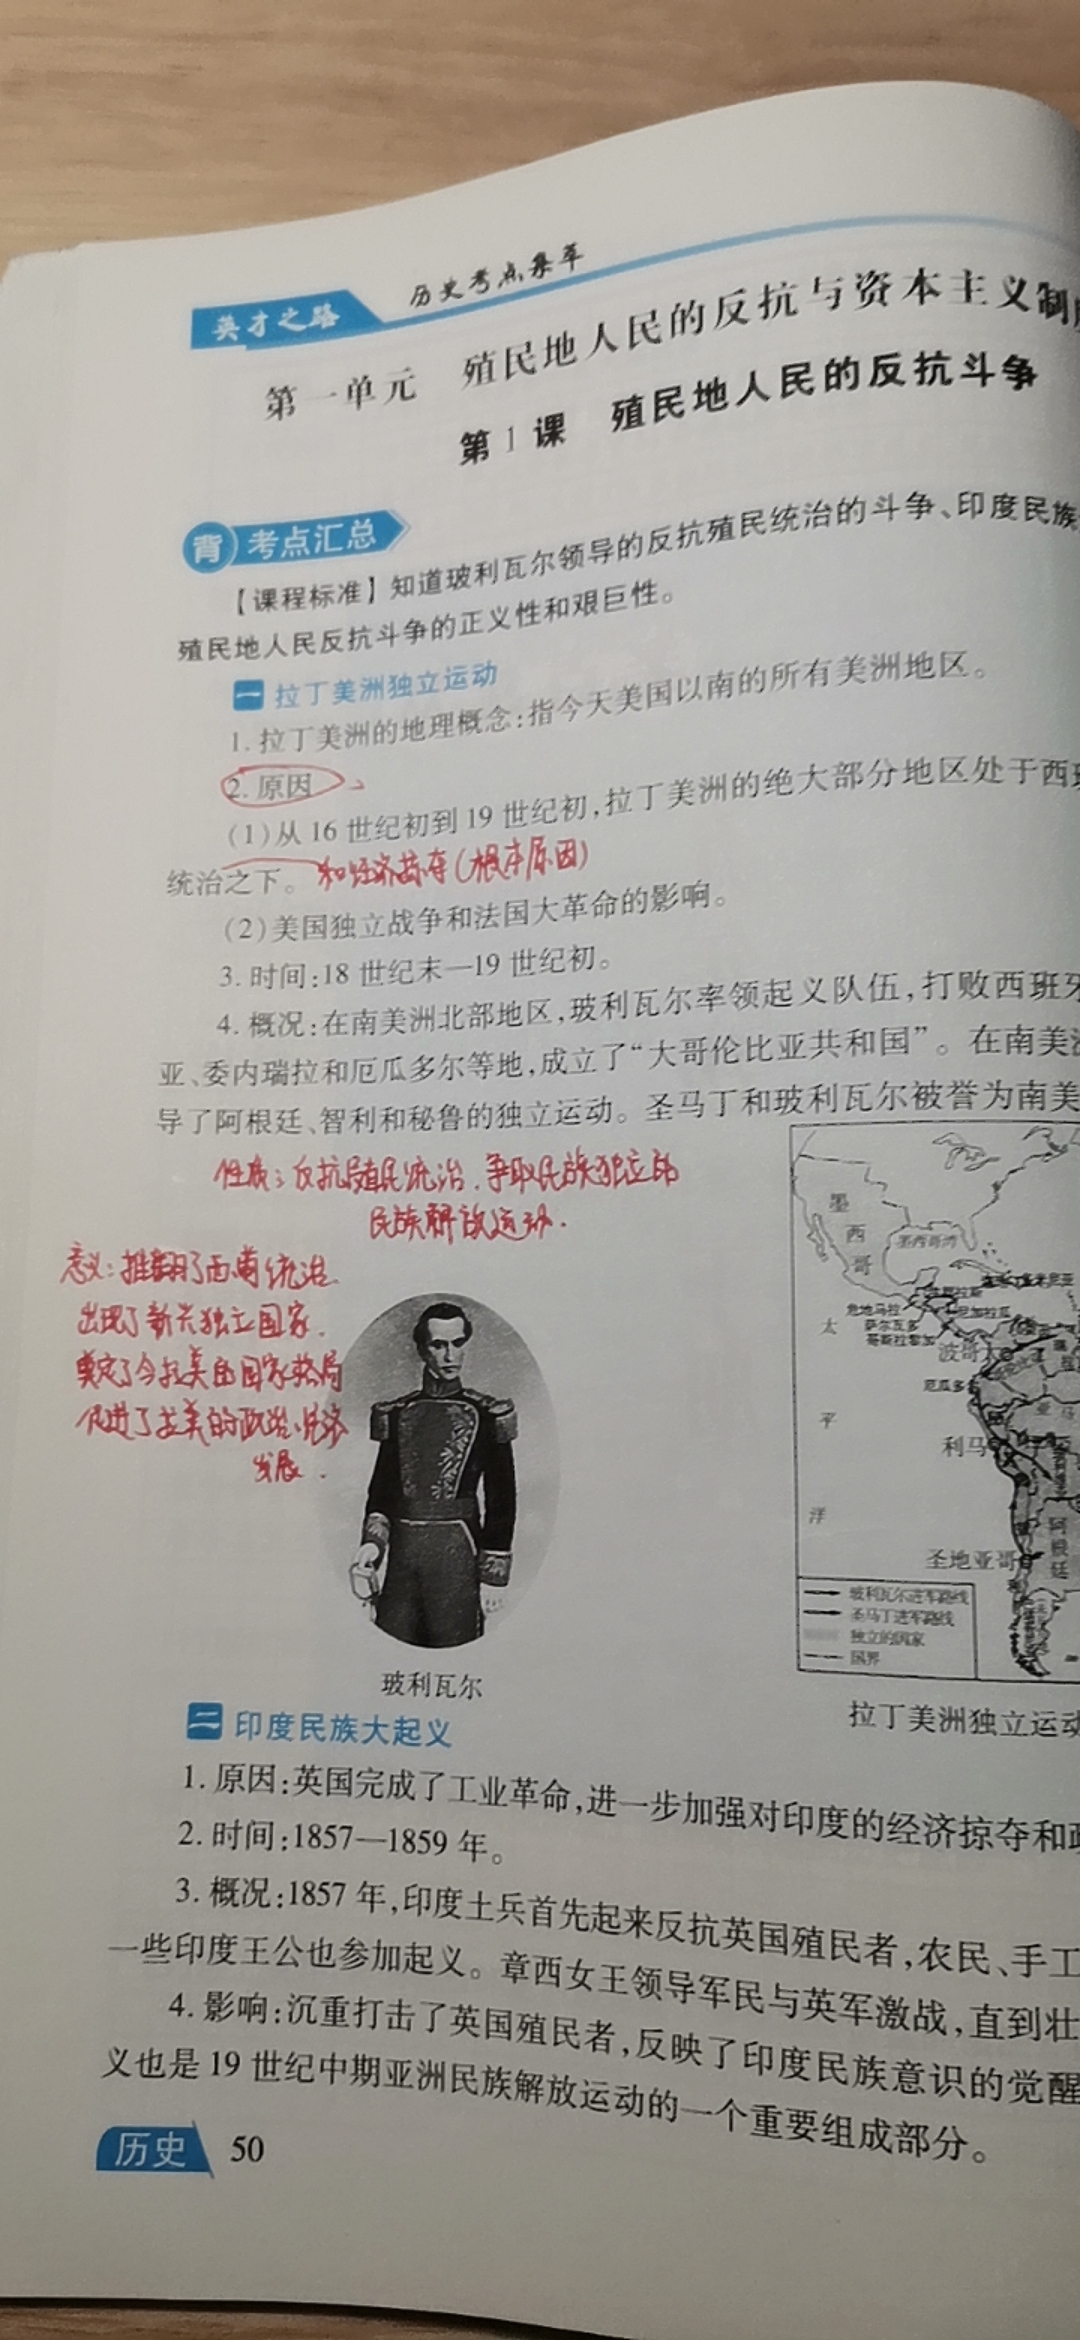 英才之路
历史考点集萃
第一单元 殖民地人民的反抗与资本主义制
第1课 殖民地人民的反抗斗争
背 考点汇总
【课程标准】知道玻利瓦尔领导的反抗殖民统治的斗争、印度民族
殖民地人民反抗斗争的正义性和艰巨性。
一 拉丁美洲独立运动
1. 拉丁美洲的地理概念:指今天美国以南的所有美洲地区。
2. 原因
(1)从16世纪初到19世纪初,拉丁美洲的绝大部分地区处于西
统治之下。 和经济掠夺(根本原因)
(2)美国独立战争和法国大革命的影响。
3. 时间:18世纪末—19世纪初。
4. 概况:在南美洲北部地区,玻利瓦尔率领起义队伍,打败西班牙
亚、委内瑞拉和厄瓜多尔等地,成立了“大哥伦比亚共和国”。在南美
导了阿根廷、智利和秘鲁的独立运动。圣马丁和玻利瓦尔被誉为南美
性质:反抗殖民统治、争取民族独立的
民族解放运动.
意义:推翻了西葡统治.
出现了新兴独立国家.
奠定了今拉美的国家格局
促进了拉美的政治、经济
发展.
玻利瓦尔
墨
西
哥
墨西哥湾
危地马拉
尼加拉瓜
萨尔瓦多
哥斯拉黎加
波哥大
厄瓜多
利马
圣地亚哥
阿
根
廷
太
平
洋
玻利瓦尔进军路线
圣马丁进军路线
独立的国家
国界
拉丁美洲独立运动
二 印度民族大起义
1. 原因:英国完成了工业革命,进一步加强对印度的经济掠夺和政
2. 时间:1857—1859年。
3. 概况:1857年,印度土兵首先起来反抗英国殖民者,农民、手工
一些印度王公也参加起义。章西女王领导军民与英军激战,直到壮
4. 影响:沉重打击了英国殖民者,反映了印度民族意识的觉醒
义也是19世纪中期亚洲民族解放运动的一个重要组成部分。
历史 50